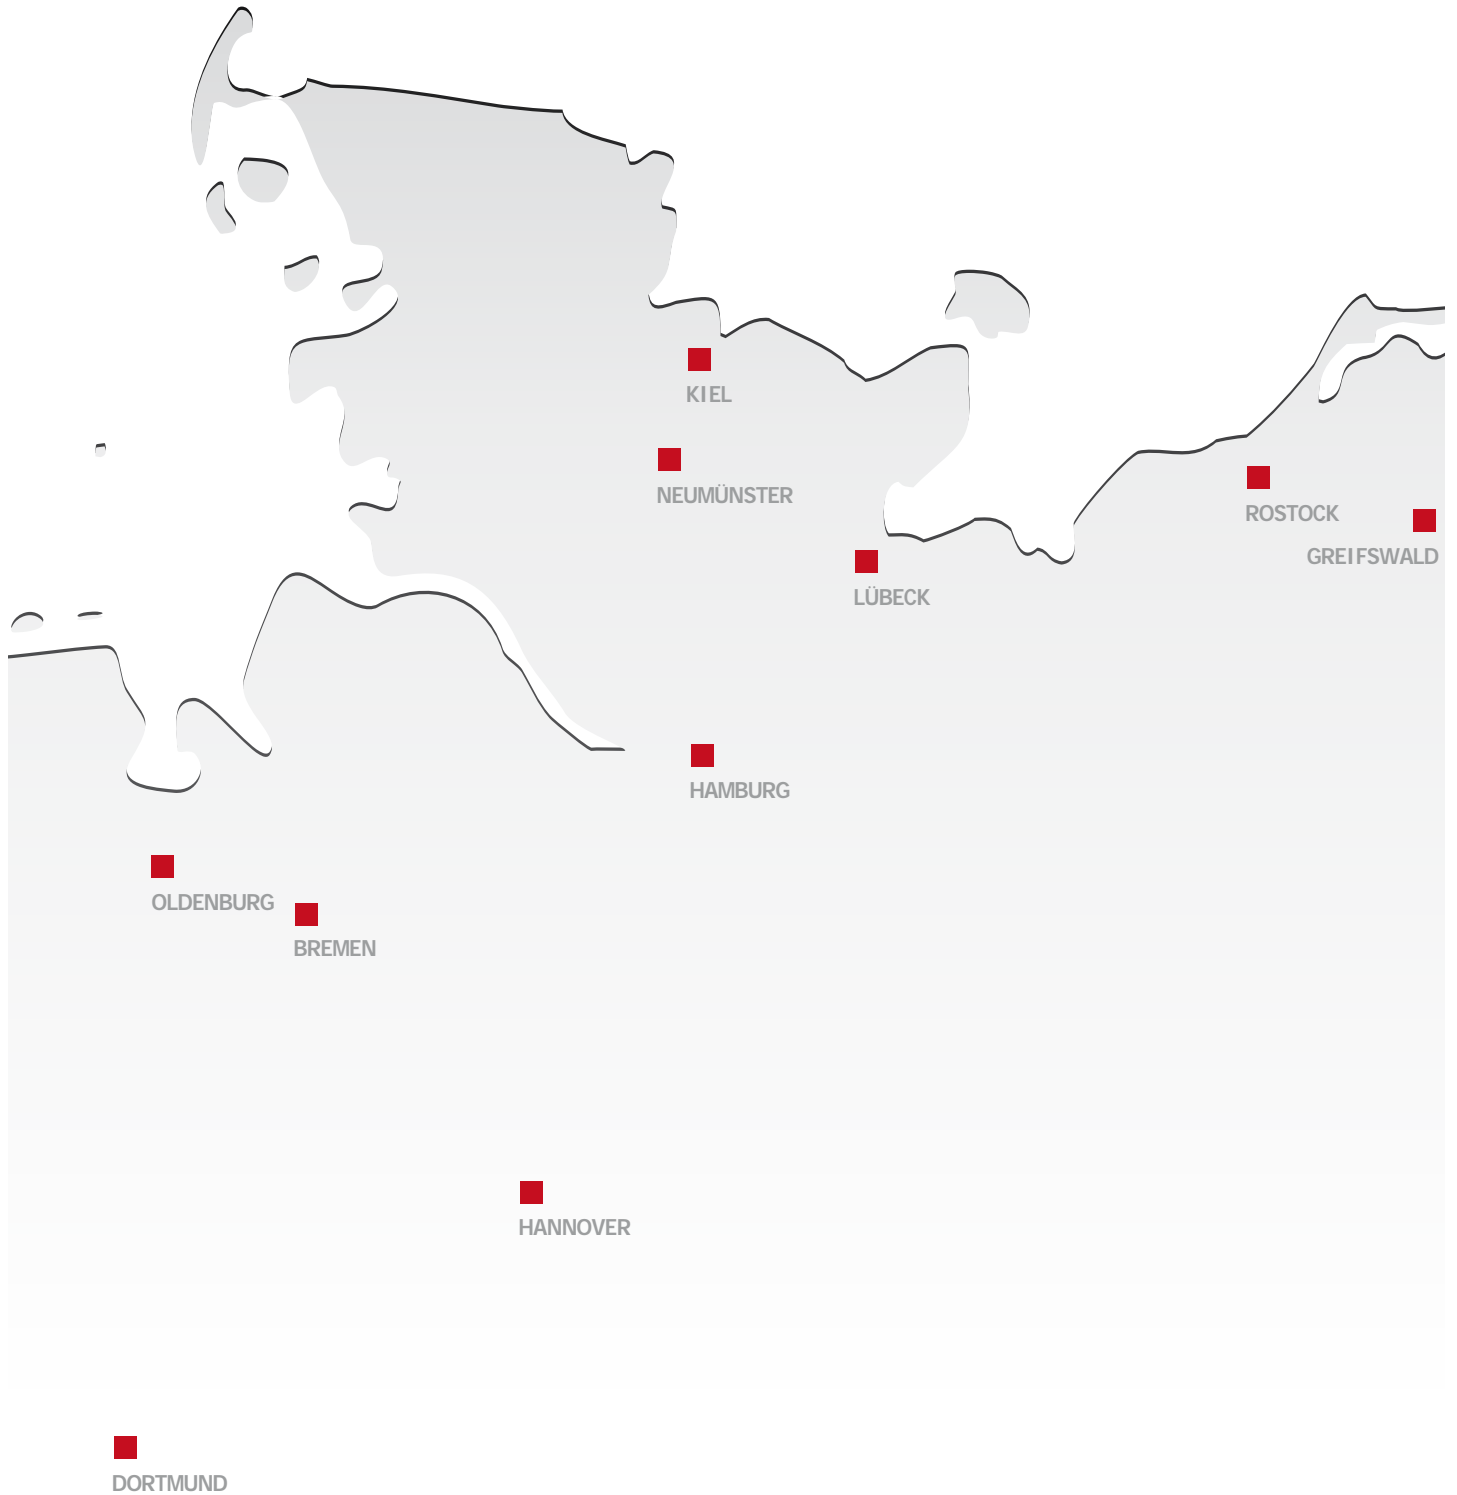 KIEL
NEUMÜNSTER
ROSTOCK
GREIFSWALD
LÜBECK
HAMBURG
OLDENBURG
BREMEN
HANNOVER
DORTMUND